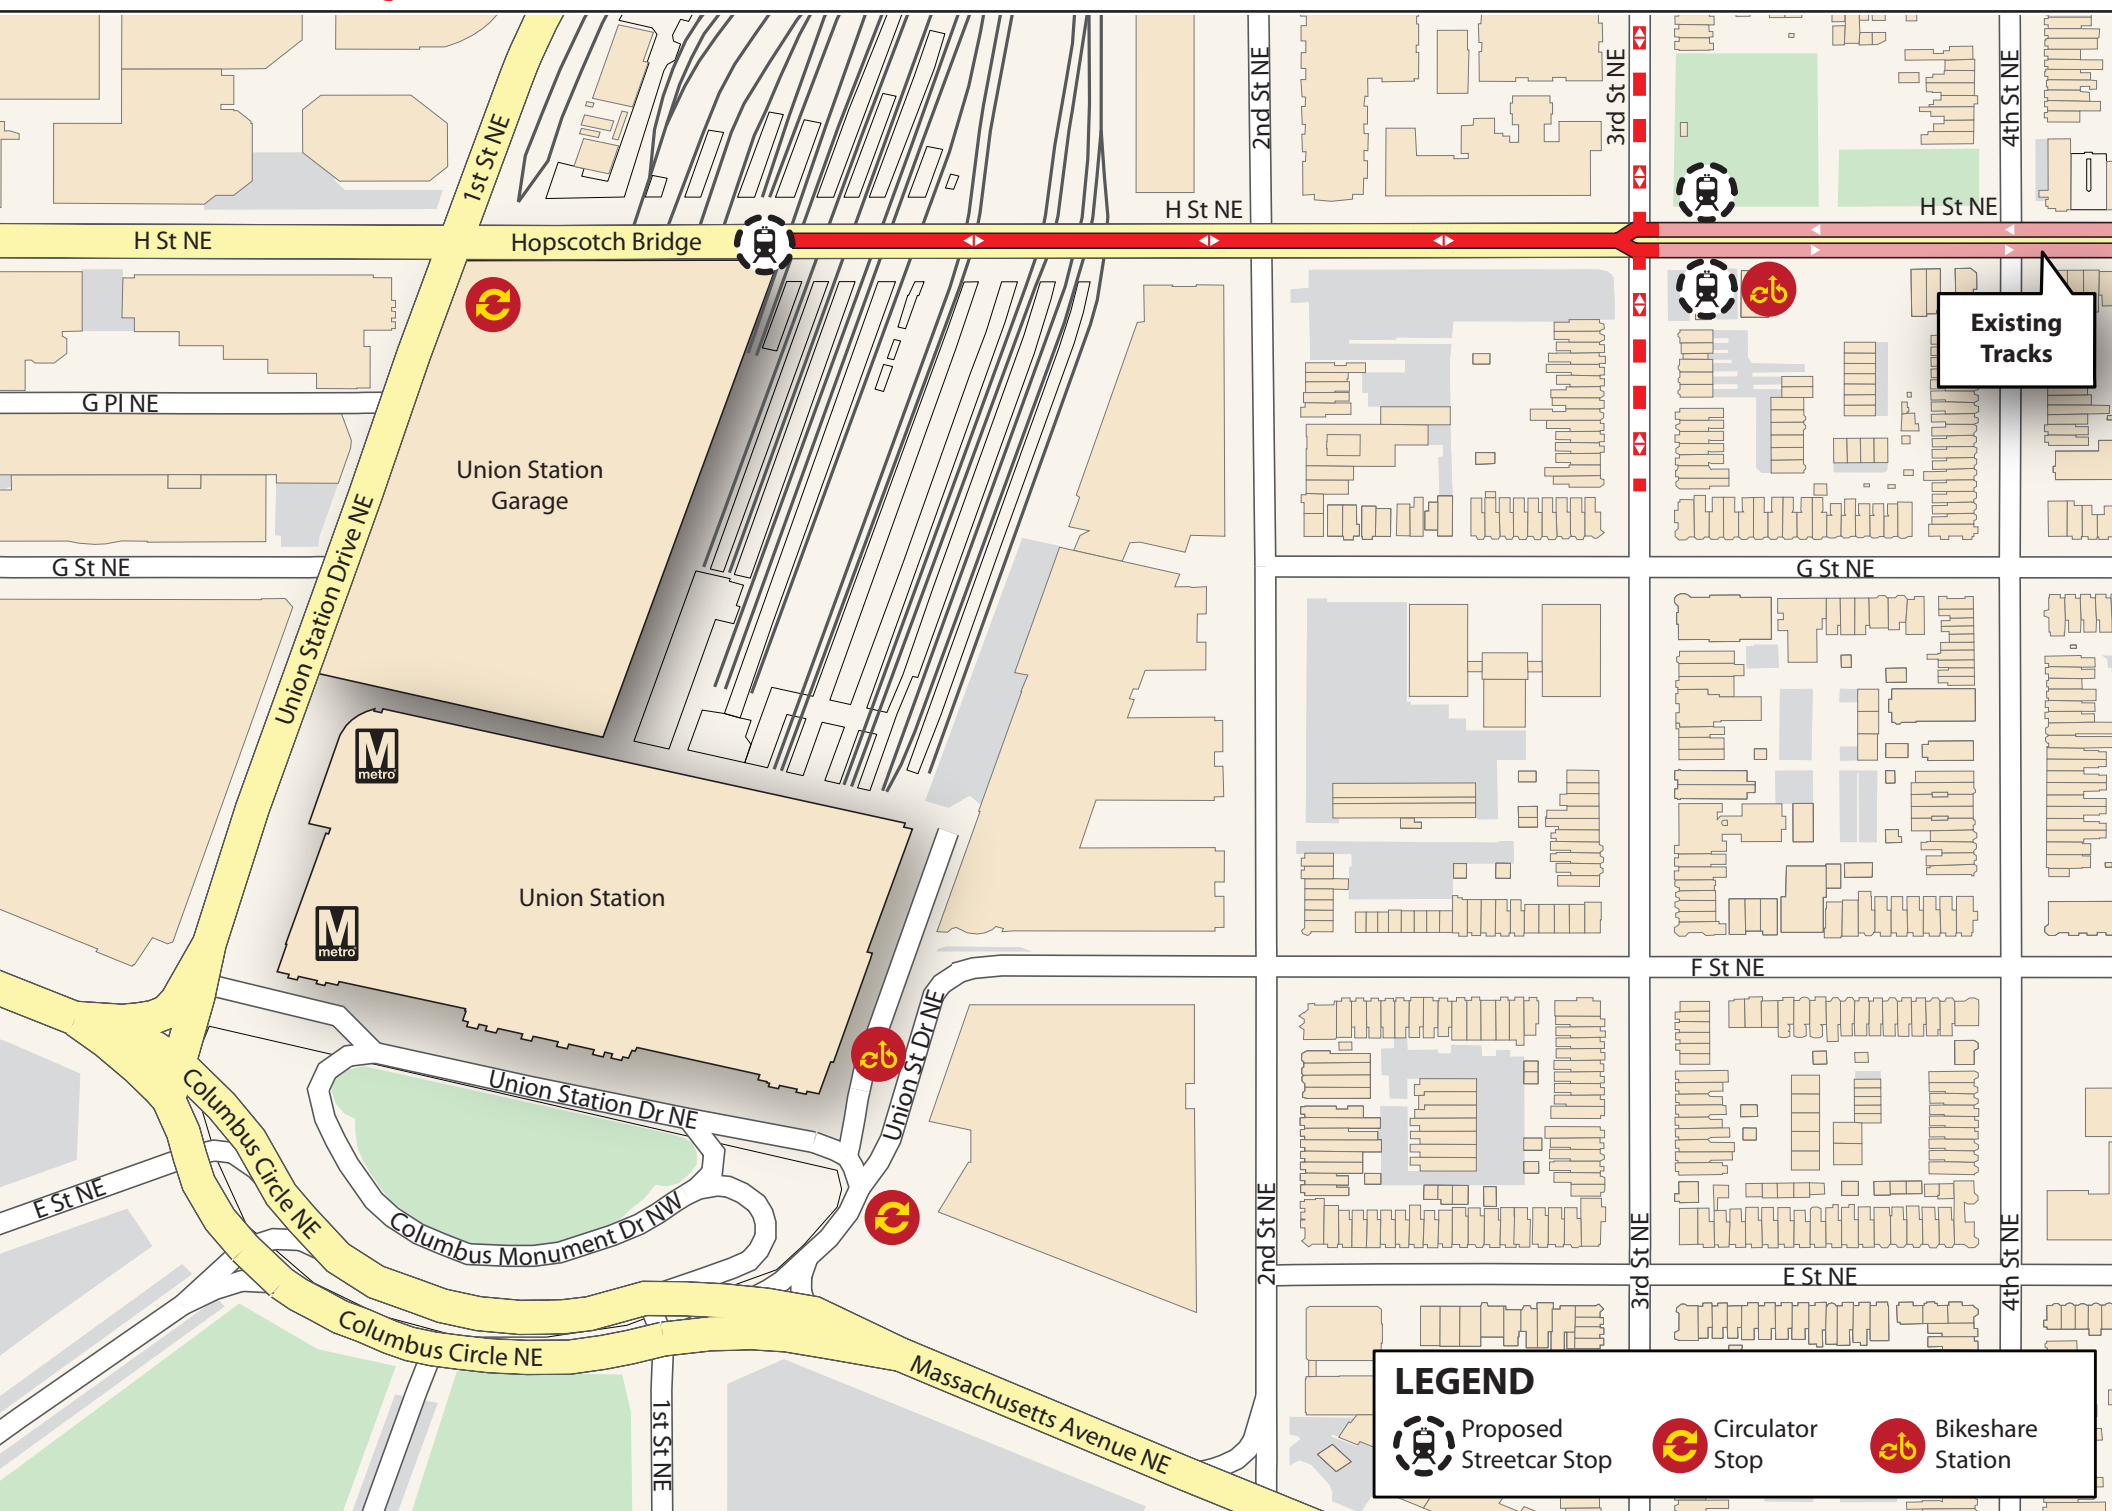 2nd St NE
3rd St NE
4th St NE
1st St NE
H St NE
H St NE
H St NE
Hopscotch Bridge
Existing
Tracks
G Pl NE
Union Station
Garage
G St NE
G St NE
Union Station Drive NE
M
metro
Union Station
M
metro
F St NE
Union St Dr NE
Union Station Dr NE
Columbus Circle NE
E St NE
Columbus Monument Dr NW
2nd St NE
3rd St NE
4th St NE
E St NE
Columbus Circle NE
Massachusetts Avenue NE
1st St NE
LEGEND
Proposed
Streetcar Stop
Circulator
Stop
Bikeshare
Station